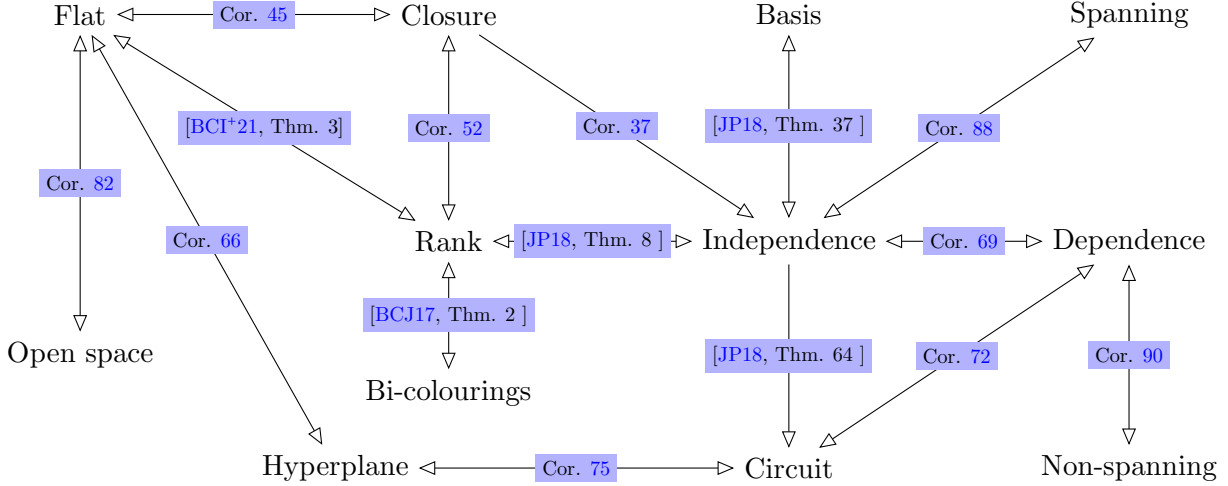 Flat
Cor. 45
Closure
Basis
Spanning
[BCI+21, Thm. 3]
Cor. 52
Cor. 37
[JP18, Thm. 37 ]
Cor. 88
Cor. 82
Cor. 66
Rank
[JP18, Thm. 8 ]
Independence
Cor. 69
Dependence
[BCJ17, Thm. 2 ]
Open space
[JP18, Thm. 64 ]
Cor. 72
Cor. 90
Bi-colourings
Hyperplane
Cor. 75
Circuit
Non-spanning